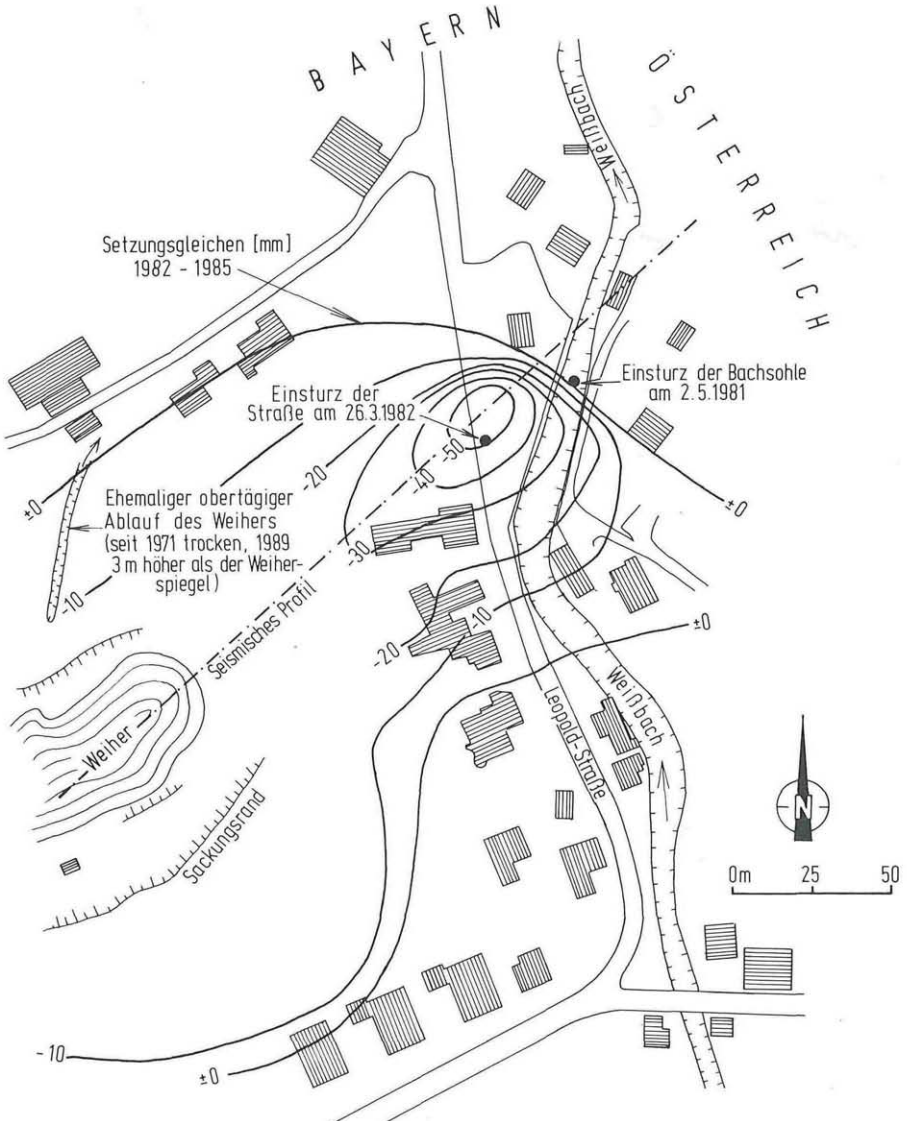 BAYERN
ÖSTERREICH
Weißbach
Setzungsgleichen [mm]
1982 - 1985
Einsturz der
Straße am 26.3.1982
Einsturz der Bachsohle
am 2.5.1981
-50
-40
-20
-30
±0
±0
Ehemaliger obertägiger
Ablauf des Weihers
(seit 1971 trocken, 1989
3 m höher als der Weiher-
spiegel)
-10
-10
-20
±0
Seismisches Profil
Weiher
Sackungsrand
Leopold-Straße
Weißbach
N
0m 25 50
-10
±0